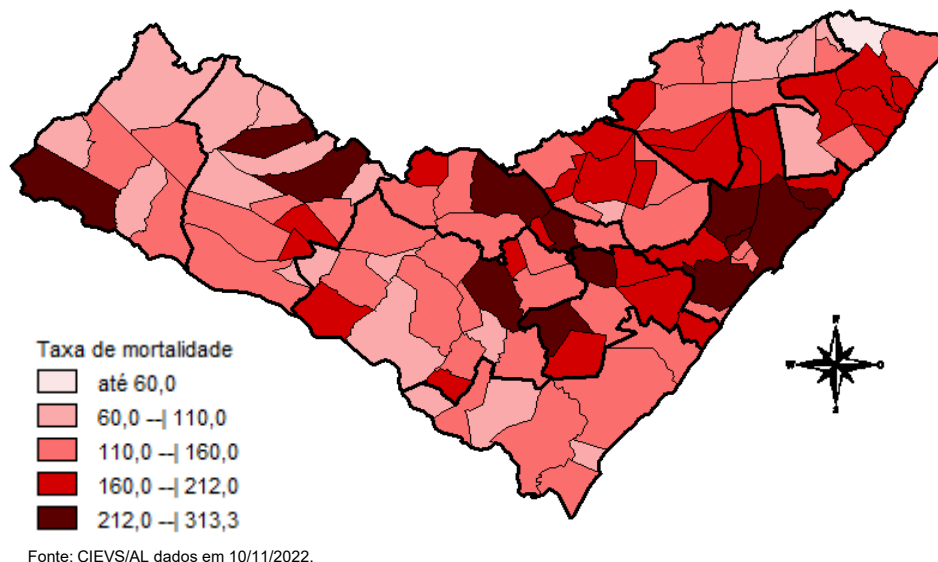 N
W
O
S
Taxa de mortalidade
até 60,0
60,0 --| 110,0
110,0 --| 160,0
160,0 --| 212,0
212,0 --| 313,3
Fonte: CIEVS/AL dados em 10/11/2022.